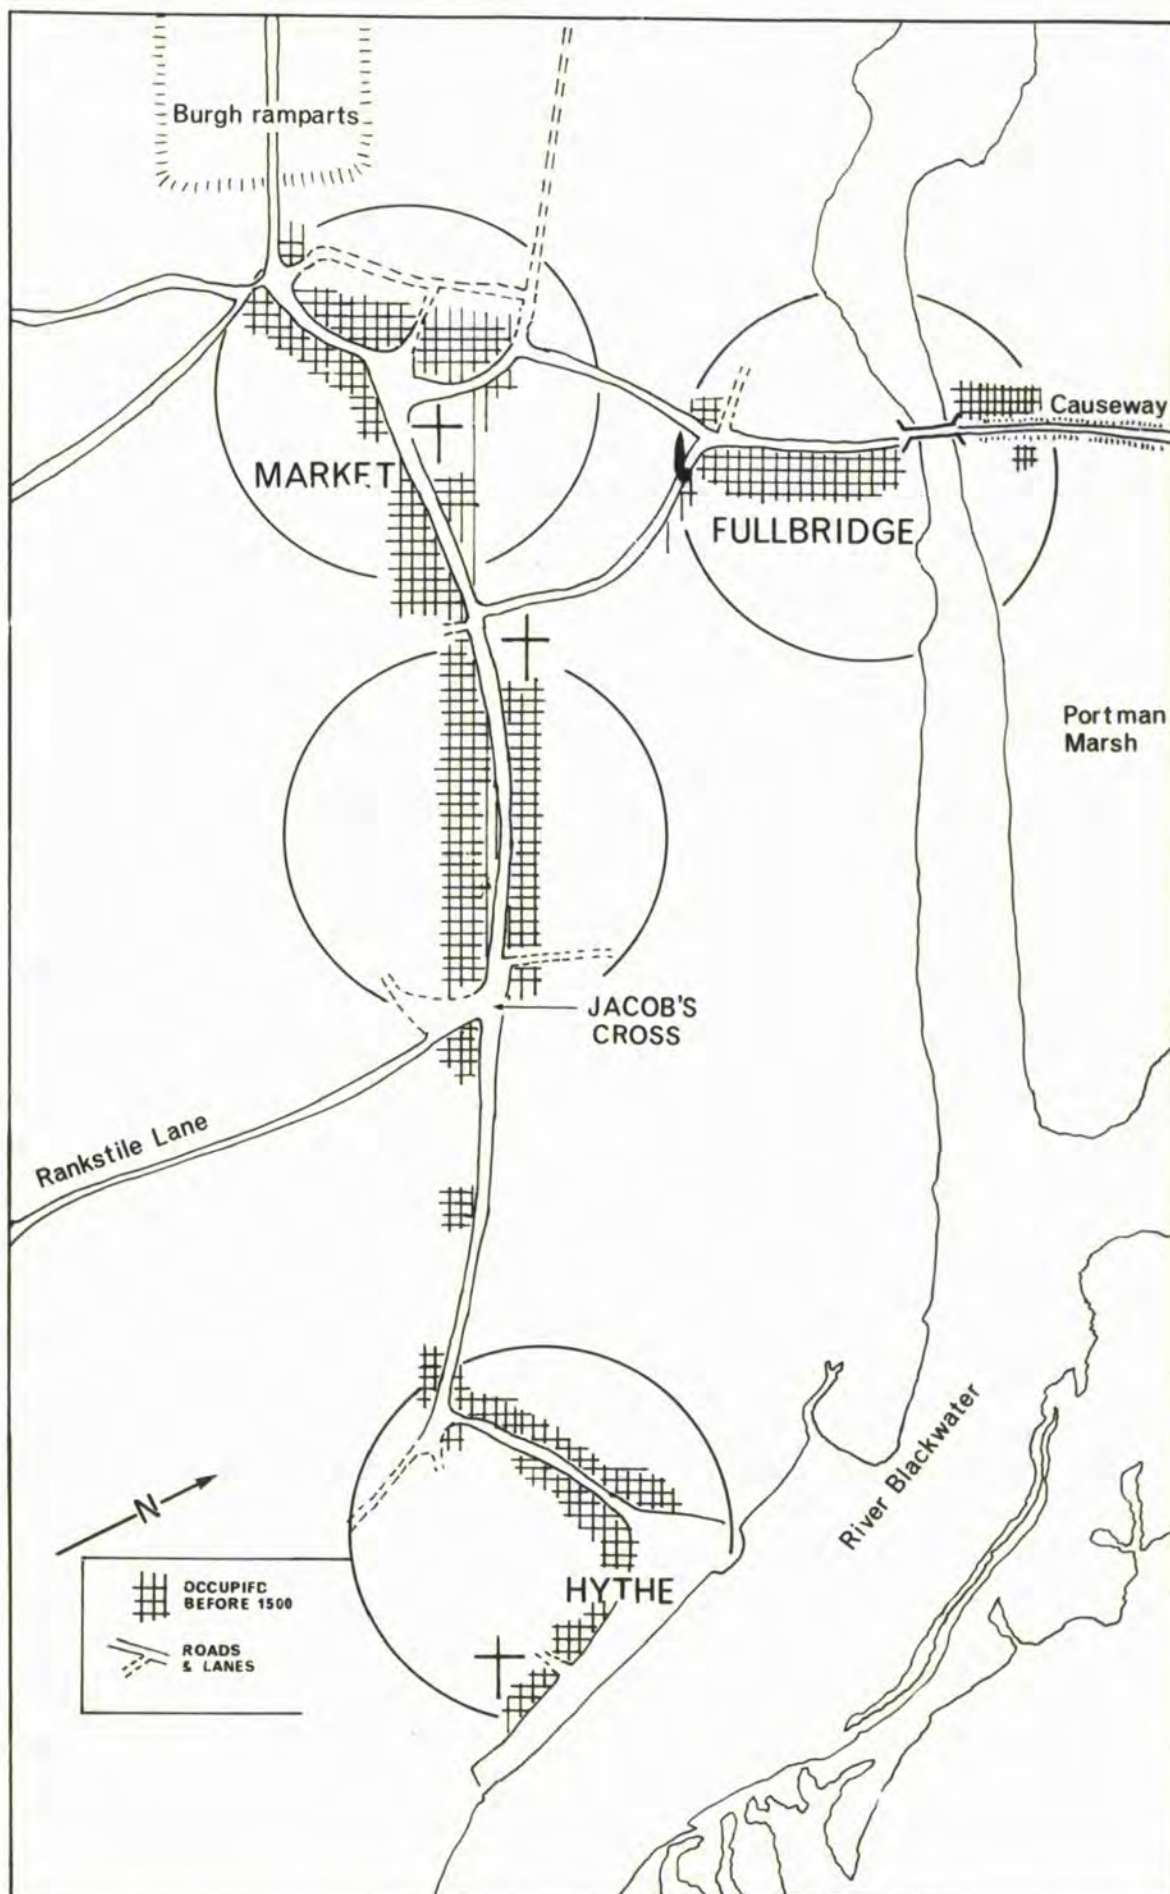 Burgh ramparts
MARKET
Causeway
FULLBRIDGE
Portman
Marsh
JACOB'S
CROSS
Rankstile Lane
River Blackwater
N
HYTHE
OCCUPIED
BEFORE 1500
ROADS
& LANES